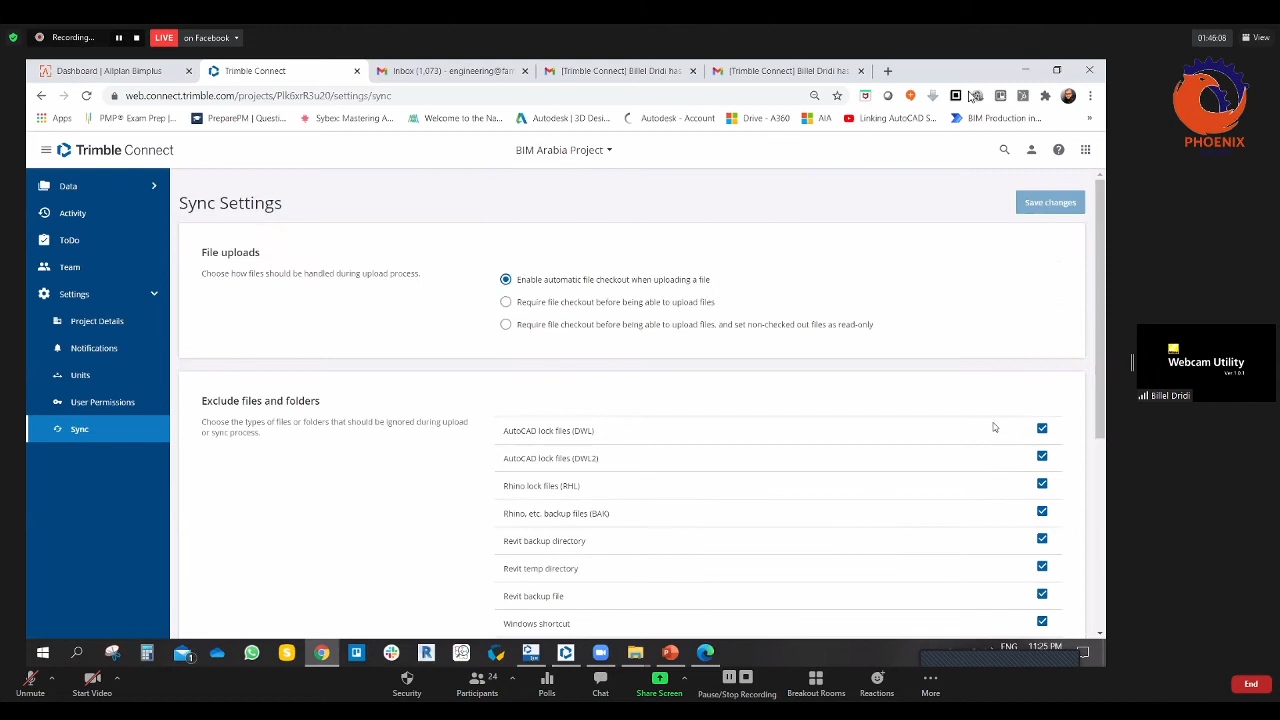 Recording...
LIVE on Facebook
01:46:08
View
Dashboard | Allplan Bimplus
Trimble Connect
Inbox (1,073) - engineering@far
[Trimble Connect] Billel Dridi has
[Trimble Connect] Billel Dridi has
web.connect.trimble.com/projects/Plk6xrR3u20/settings/sync
Apps
PMP® Exam Prep |...
PreparePM | Questi...
Sybex Mastering A...
Welcome to the Na...
Autodesk | 3D Desi...
Autodesk - Account
Drive - A360
AIA
Linking AutoCAD S...
BIM Production in...
PHOENIX
Trimble Connect
BIM Arabia Project
Data
Activity
ToDo
Team
Settings
Project Details
Notifications
Units
User Permissions
Sync
Sync Settings
Save changes
File uploads
Choose how files should be handled during upload process.
Enable automatic file checkout when uploading a file
Require file checkout before being able to upload files
Require file checkout before being able to upload files, and set non-checked out files as read-only
Exclude files and folders
Choose the types of files or folders that should be ignored during upload
or sync process.
AutoCAD lock files (DWL)
AutoCAD lock files (DWL2)
Rhino lock files (RHL)
Rhino, etc. backup files (BAK)
Revit backup directory
Revit temp directory
Revit backup file
Windows shortcut
Webcam Utility
Ver 1.0.1
Billel Dridi
ENG
11:25 PM
Unmute
Start Video
Security
Participants
24
Polls
Chat
Share Screen
Pause/Stop Recording
Breakout Rooms
Reactions
More
End